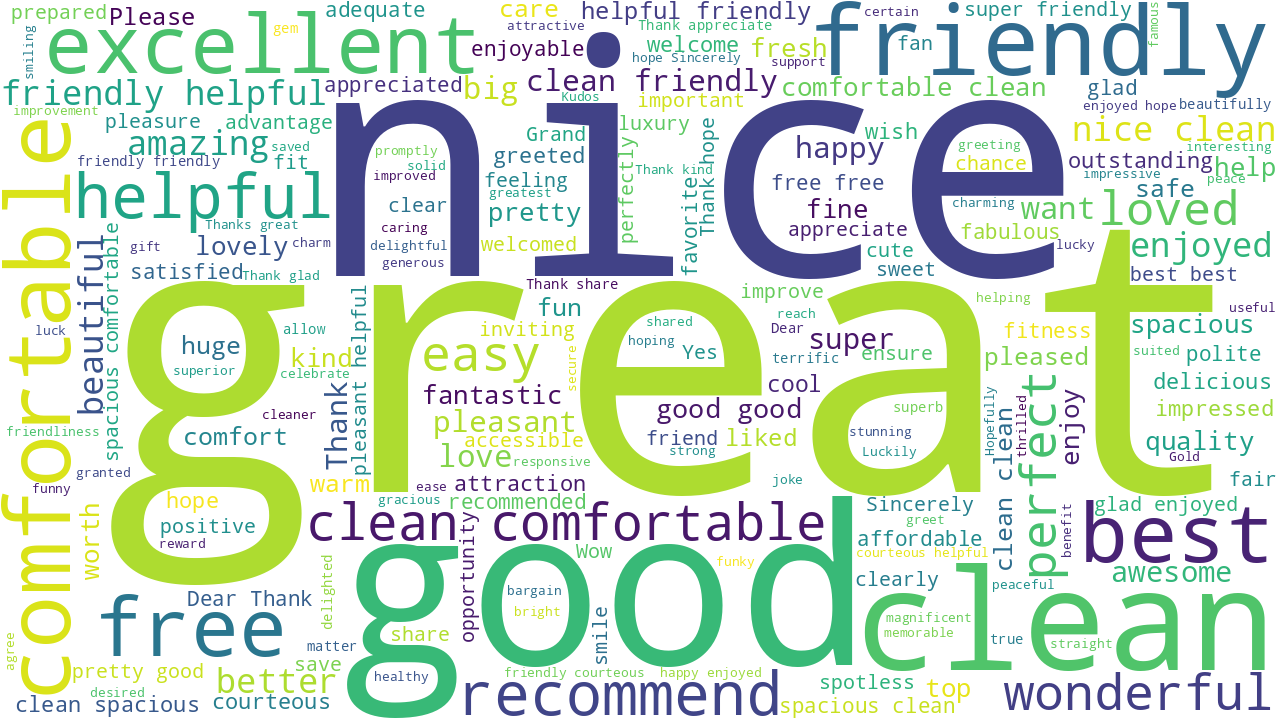 prepared
Please
adequate
care
helpful friendly
certain
super friendly
famous
smiling
excellent
gem
attractive
Thank appreciate
friendly
enjoyable
welcome
fresh
fan
hope Sincerely
support
friendly helpful
appreciated
big
clean friendly
comfortable clean
glad
improvement
Kudos
important
enjoyed hope
beautifully
pleasure
advantage
nice
luxury
wish
nice clean
amazing
saved
Grand
happy
greeting
interesting
friendly friendly
fit
promptly
solid
greeted
perfectly
Thank hope
chance
outstanding
help
comfortable
helpful
improved
feeling
Thank kind
free free
impressive
peace
greatest
favorite
safe
clear
pretty
fine
charming
want
loved
Thanks great
caring
appreciate
fabulous
gift
lovely
charm
delightful
welcomed
cute
lucky
enjoyed
beautiful
satisfied
Thank glad
generous
sweet
best best
spacious comfortable
great
Thank share
improve
helping
useful
pleasant helpful
fun
reach
luck
allow
inviting
shared
Dear
super
fitness
spacious
huge
kind
easy
hoping
Yes
terrific
ensure
pleased
suited
polite
superior
celebrate
secure
cool
delicious
fantastic
good good
superb
perfect
enjoy
impressed
cleaner
Thank
pleasant
Hopefully
thrilled
friendliness
comfort
accessible
friend
liked
stunning
clean clean
quality
love
responsive
strong
Luckily
Gold
granted
funny
warm
ease
attraction
joke
fair
hope
gracious
recommended
Sincerely
glad enjoyed
worth
positive
clean comfortable
greet
benefit
best
reward
opportunity
Wow
affordable
good
courteous helpful
funky
clearly
clean
peaceful
awesome
delighted
Dear Thank
bargain
free
bright
magnificent
share
smile
memorable
true
straight
agree
matter
pretty good
save
friendly courteous
happy enjoyed
better
healthy
spotless
top
desired
recommend
wonderful
clean spacious
courteous
spacious clean